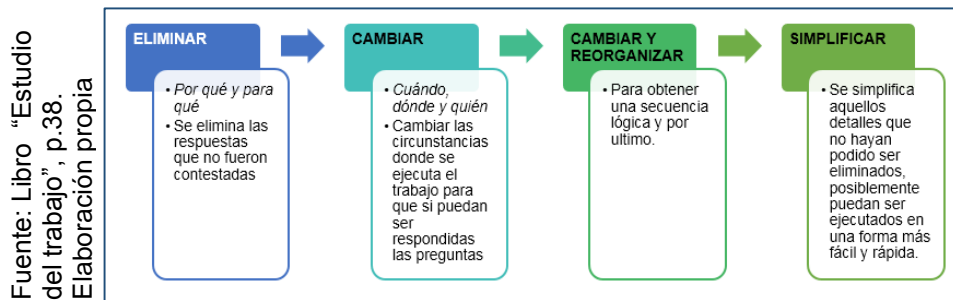 Fuente: Libro “Estudio
del trabajo”, p.38.
Elaboración propia
ELIMINAR
• Por qué y para
qué
• Se elimina las
respuestas
que no fueron
contestadas
CAMBIAR
• Cuándo,
dónde y quién
• Cambiar las
circunstancias
donde se
ejecuta el
trabajo para
que si puedan
ser
respondidas
las preguntas
CAMBIAR Y
REORGANIZAR
• Para obtener
una secuencia
lógica y por
ultimo.
SIMPLIFICAR
• Se simplifica
aquellos
detalles que
no hayan
podido ser
eliminados,
posiblemente
puedan ser
ejecutados en
una forma más
fácil y rápida.